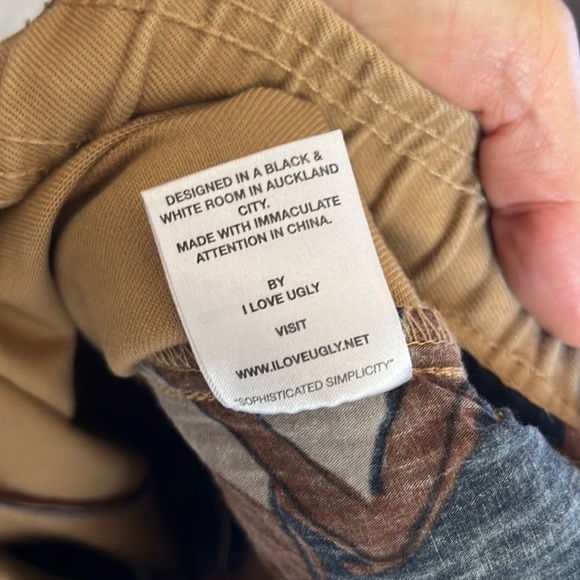 DESIGNED IN A BLACK &
WHITE ROOM IN AUCKLAND
CITY.
MADE WITH IMMACULATE
ATTENTION IN CHINA.
BY
I LOVE UGLY
VISIT
WWW.ILOVEUGLY.NET
"SOPHISTICATED SIMPLICITY"